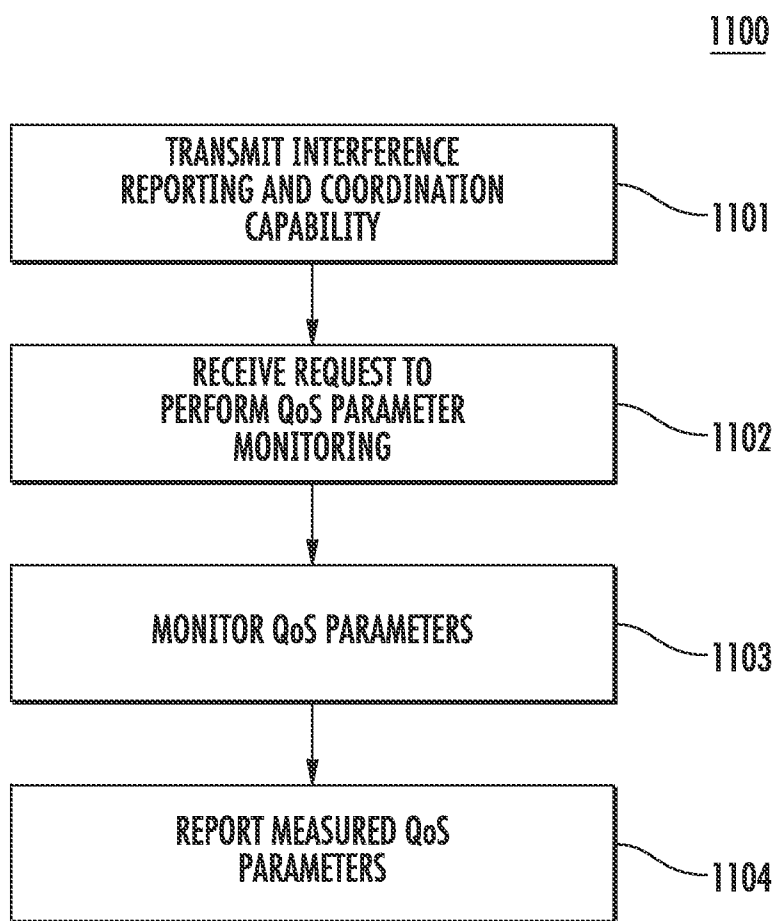 1100
TRANSMIT INTERFERENCE
REPORTING AND COORDINATION
CAPABILITY
1101
RECEIVE REQUEST TO
PERFORM QoS PARAMETER
MONITORING
1102
MONITOR QoS PARAMETERS
1103
REPORT MEASURED QoS
PARAMETERS
1104